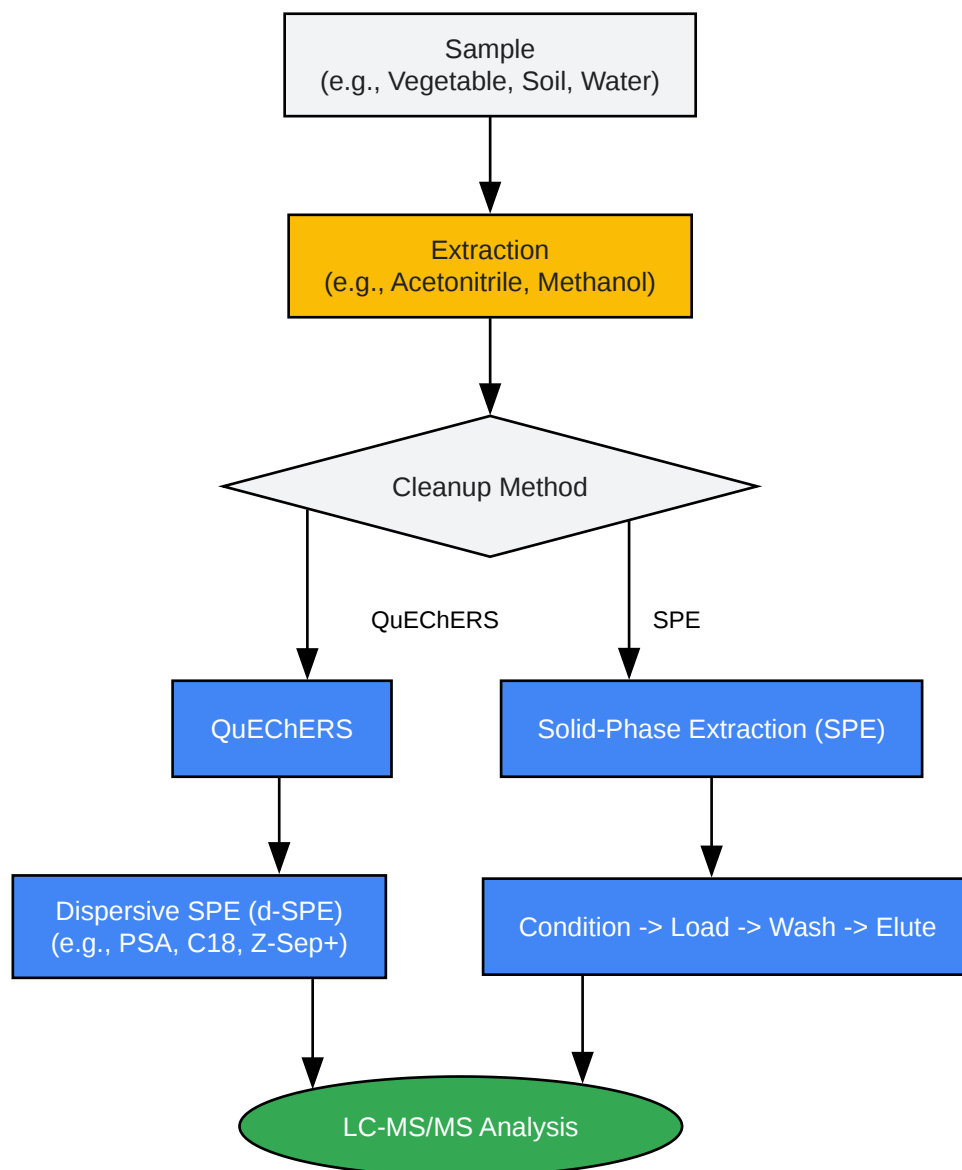 Sample
(e.g., Vegetable, Soil, Water)
Extraction
(e.g., Acetonitrile, Methanol)
Cleanup Method
QuEChERS
SPE
QuEChERS
Solid-Phase Extraction (SPE)
Dispersive SPE (d-SPE)
(e.g., PSA, C18, Z-Sep+)
Condition -> Load -> Wash -> Elute
LC-MS/MS Analysis